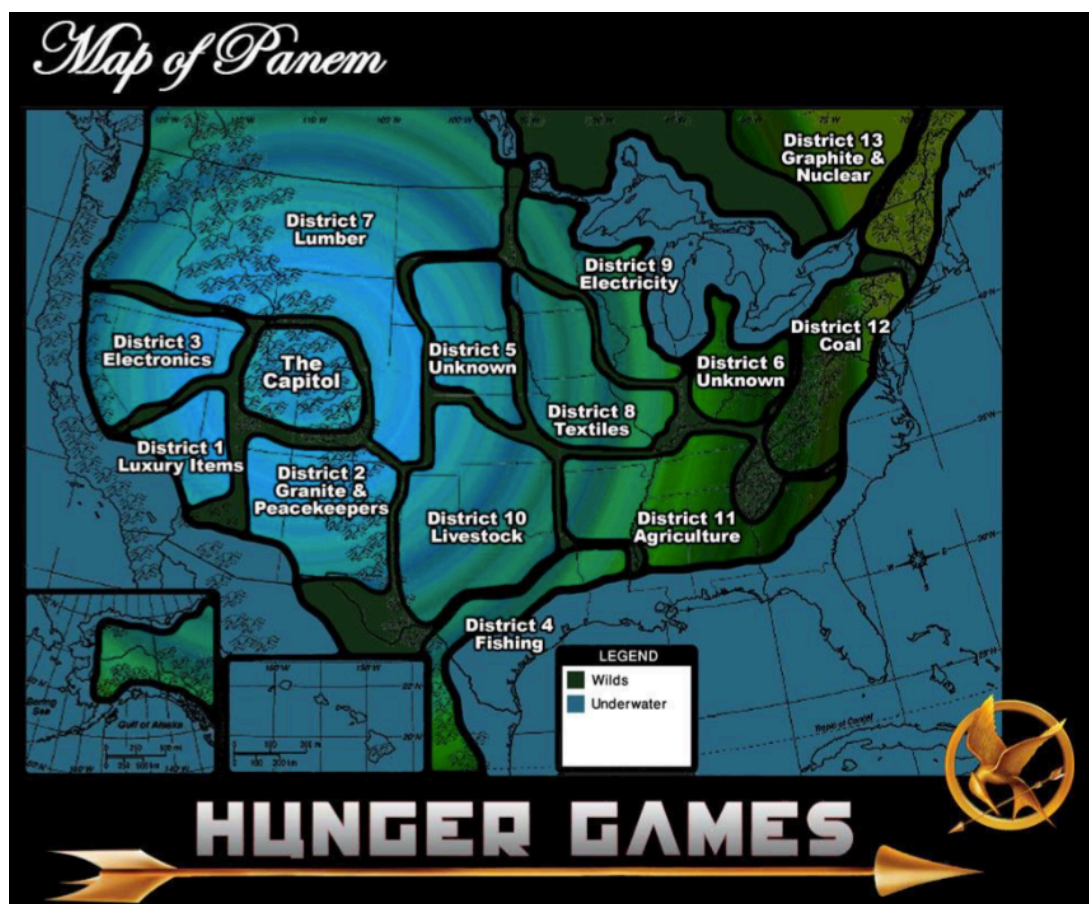 Map of Panem
District 13
Graphite &
Nuclear
District 7
Lumber
District 9
Electricity
District 12
Coal
District 3
Electronics
The
Capitol
District 5
Unknown
District 6
Unknown
District 8
Textiles
District 1
Luxury Items
District 2
Granite &
Peacekeepers
District 10
Livestock
District 11
Agriculture
District 4
Fishing
LEGEND
Wilds
Underwater
Gulf of Alaska
HUNGER GAMES